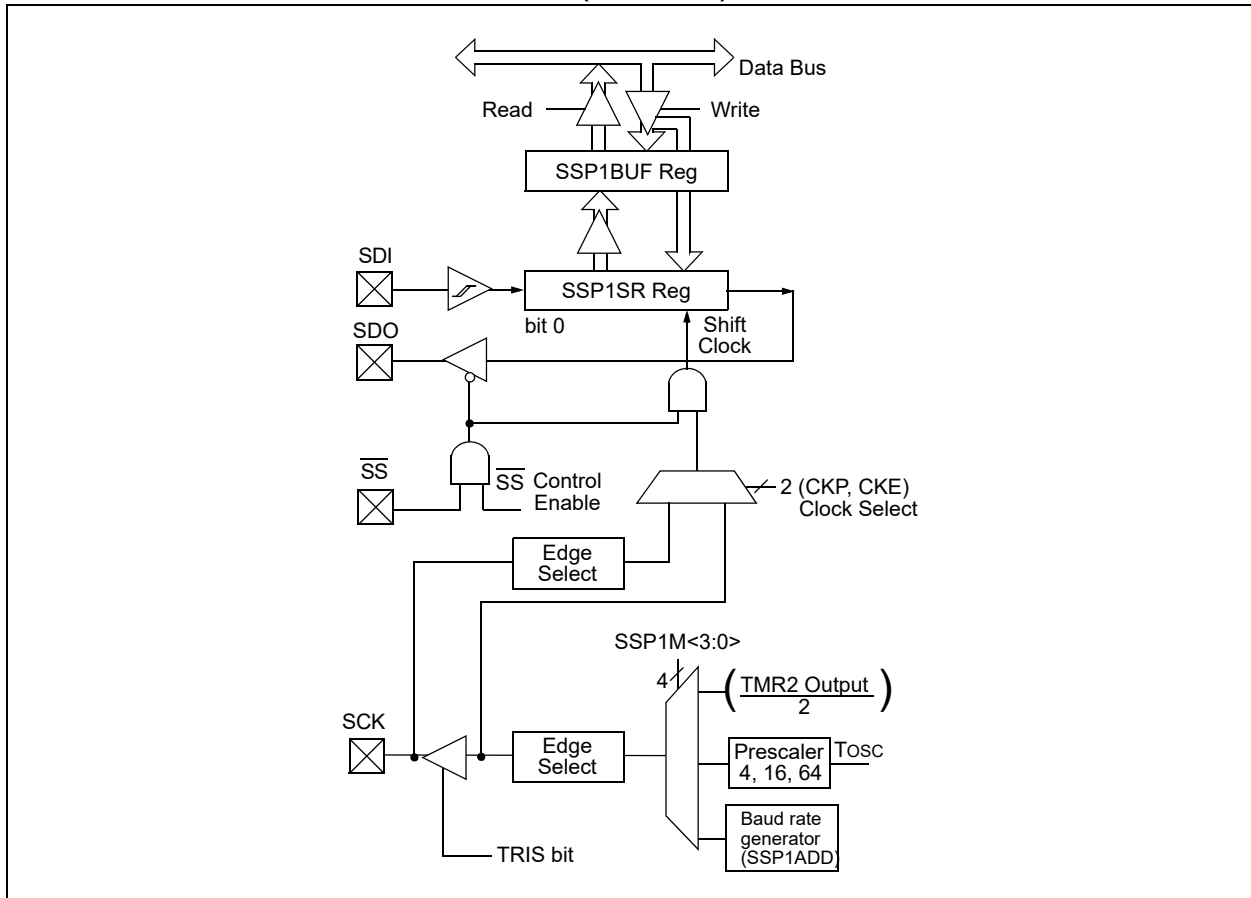 Data Bus
Read
Write
SSP1BUF Reg
SDI
SSP1SR Reg
bit 0
Shift
Clock
SDO
SS
SS Control
Enable
2 (CKP, CKE)
Clock Select
Edge
Select
SSP1M<3:0>
4
(TMR2 Output)
2
SCK
Edge
Select
Prescaler
4, 16, 64
TOSC
Baud rate
generator
(SSP1ADD)
TRIS bit